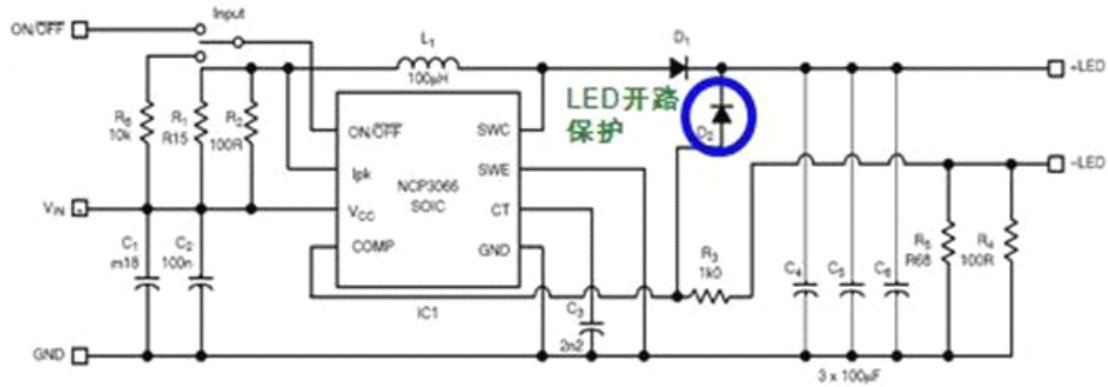 Input
ON/OFF
L₁
100µH
D₁
+LED
LED开路
保护
D₂
R₆
10k
R₁
R15
R₂
100R
ON/OFF
SWC
Ipk
SWE
NCP3066
SOIC
-LED
VIN
VCC
CT
COMP
GND
C₁
m18
C₂
100n
R₃
1k0
R₅
R68
R₄
100R
C₄
C₅
C₆
IC1
C₃
2n2
GND
3 x 100µF